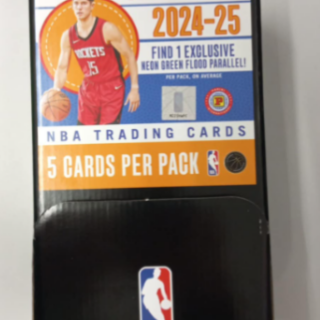 2024-25
FIND 1 EXCLUSIVE
NEON GREEN FLOOD PARALLEL!
PER PACK, ON AVERAGE
ROCKETS
15
NBA TRADING CARDS
5 CARDS PER PACK